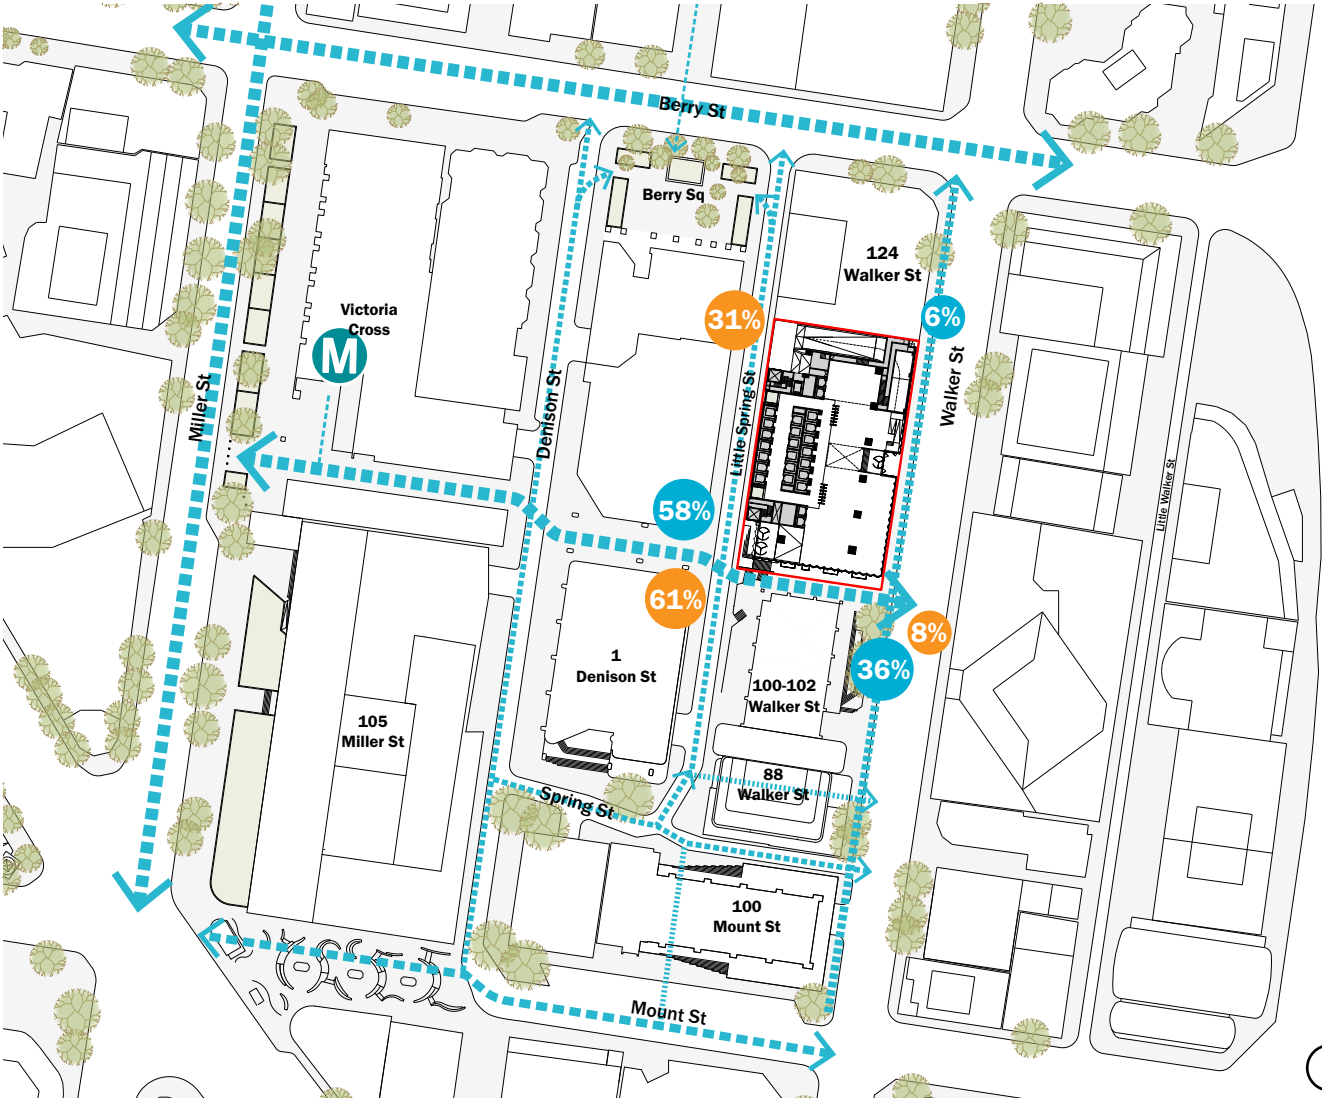 Berry St
Berry Sq
124
Walker St
Victoria
Cross
M
31%
6%
Miller St
Denison St
Little Spring St
Walker St
Little Walker St
58%
61%
8%
36%
1
Denison St
100-102
Walker St
105
Miller St
88
Walker St
Spring St
100
Mount St
Mount St